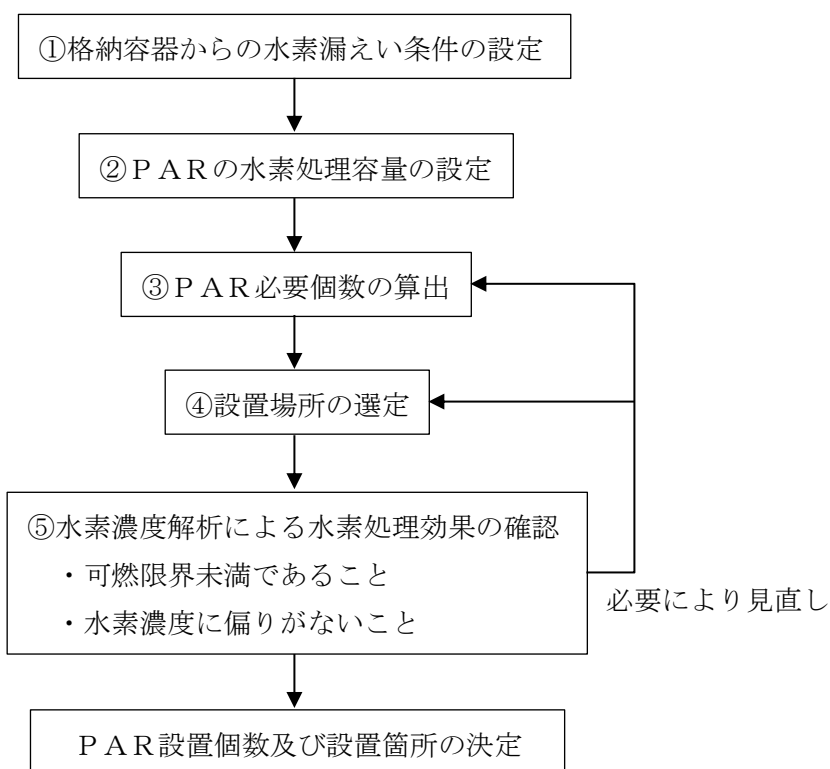 ①格納容器からの水素漏えい条件の設定
②ＰＡＲの水素処理容量の設定
③ＰＡＲ必要個数の算出
④設置場所の選定
⑤水素濃度解析による水素処理効果の確認
・可燃限界未満であること
・水素濃度に偏りがないこと
必要により見直し
ＰＡＲ設置個数及び設置箇所の決定